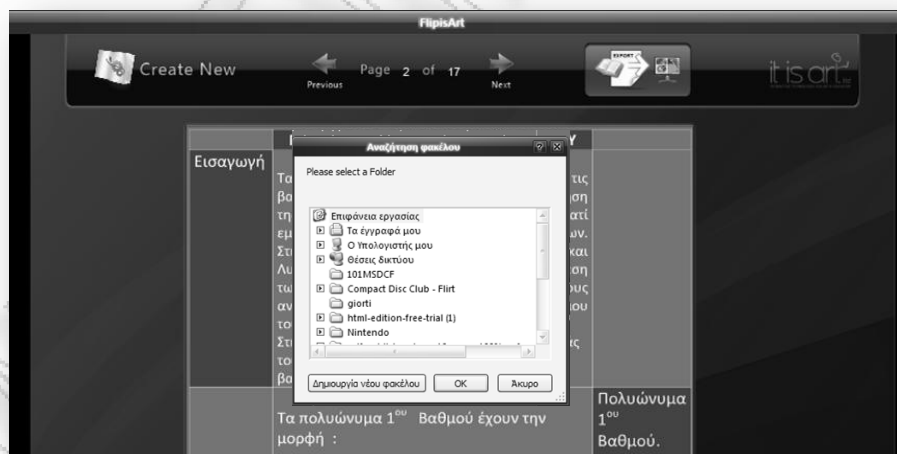 FlipisArt
Create New
Previous
Page 2 of 17
Next
EXPORT
it is art
Εισαγωγή
Αναζήτηση φακέλου
Please select a Folder
Επιφάνεια εργασίας
Τα έγγραφά μου
Ο Υπολογιστής μου
Θέσεις δικτύου
101MSDCF
Compact Disc Club - Flirt
giorti
html-edition-free-trial (1)
Nintendo
Δημιουργία νέου φακέλου
OK
Άκυρο
Τα πολυώνυμα 1ου Βαθμού έχουν την
μορφή :
Πολυώνυμα
1ου
Βαθμού.